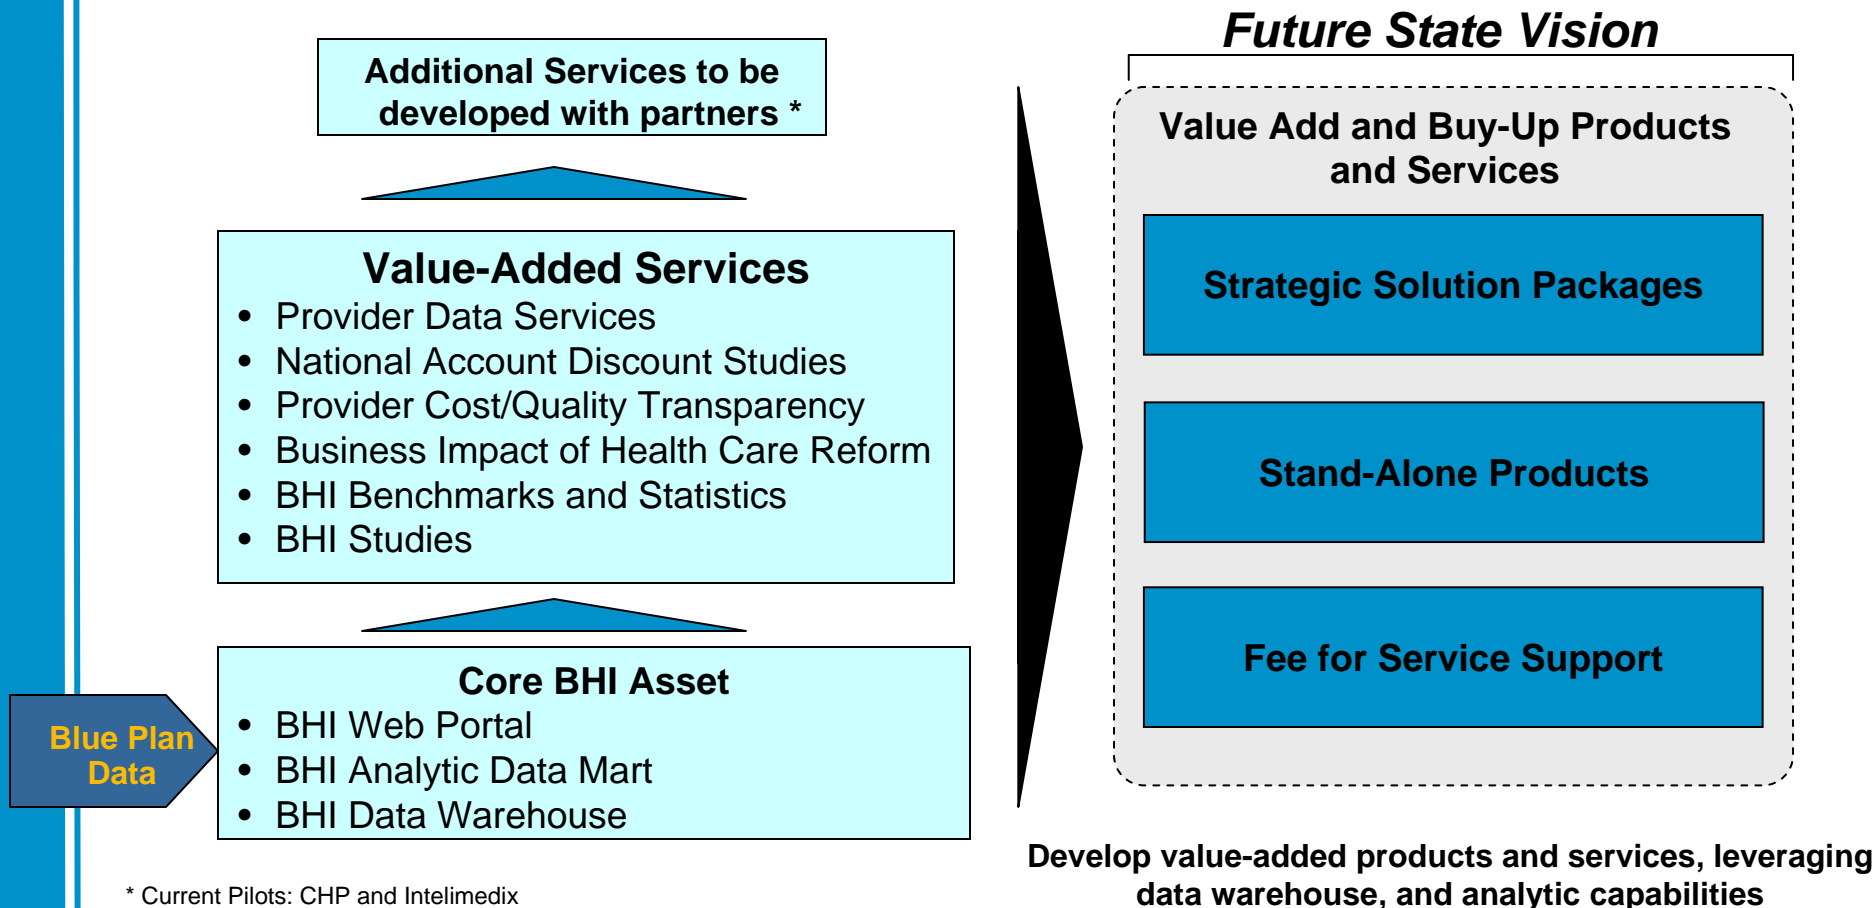 Additional Services to be
developed with partners *
Value-Added Services
• Provider Data Services
• National Account Discount Studies
• Provider Cost/Quality Transparency
• Business Impact of Health Care Reform
• BHI Benchmarks and Statistics
• BHI Studies
Blue Plan
Data
Core BHI Asset
• BHI Web Portal
• BHI Analytic Data Mart
• BHI Data Warehouse
* Current Pilots: CHP and Intelimedix
Future State Vision
Value Add and Buy-Up Products
and Services
Strategic Solution Packages
Stand-Alone Products
Fee for Service Support
Develop value-added products and services, leveraging
data warehouse, and analytic capabilities